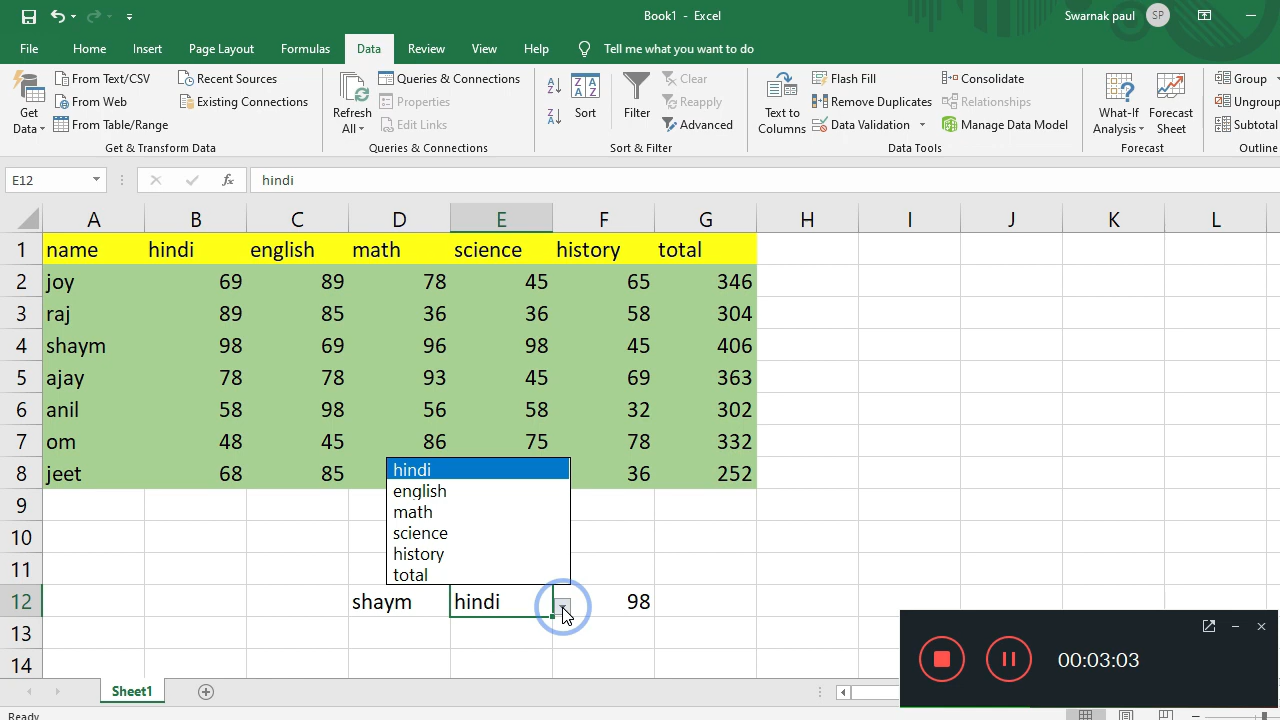 Book1 - Excel
Swarnak paul SP
File Home Insert Page Layout Formulas Data Review View Help Tell me what you want to do
Get Data
From Text/CSV
From Web
From Table/Range
Recent Sources
Existing Connections
Get & Transform Data
Refresh All
Queries & Connections
Properties
Edit Links
Queries & Connections
Sort
Filter
Clear
Reapply
Advanced
Sort & Filter
Text to Columns
Flash Fill
Remove Duplicates
Data Validation
Consolidate
Relationships
Manage Data Model
Data Tools
What-If Analysis
Forecast Sheet
Forecast
Group
Ungroup
Subtotal
Outline
E12 fx hindi
A B C D E F G H I J K L
1 name hindi english math science history total
2 joy 69 89 78 45 65 346
3 raj 89 85 36 36 58 304
4 shaym 98 69 96 98 45 406
5 ajay 78 78 93 45 69 363
6 anil 58 98 56 58 32 302
7 om 48 45 86 75 78 332
8 jeet 68 85 36 252
hindi
english
math
science
history
total
9
10
11
12 shaym hindi 98
13
14
00:03:03
Sheet1
Ready